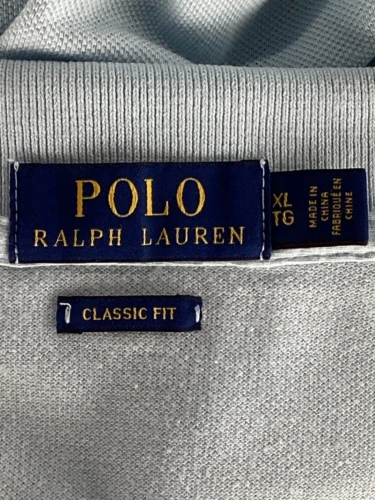 POLO
RALPH LAUREN
XL
TG
MADE IN
CHINA
FABRIQUÉ EN
CHINE
CLASSIC FIT